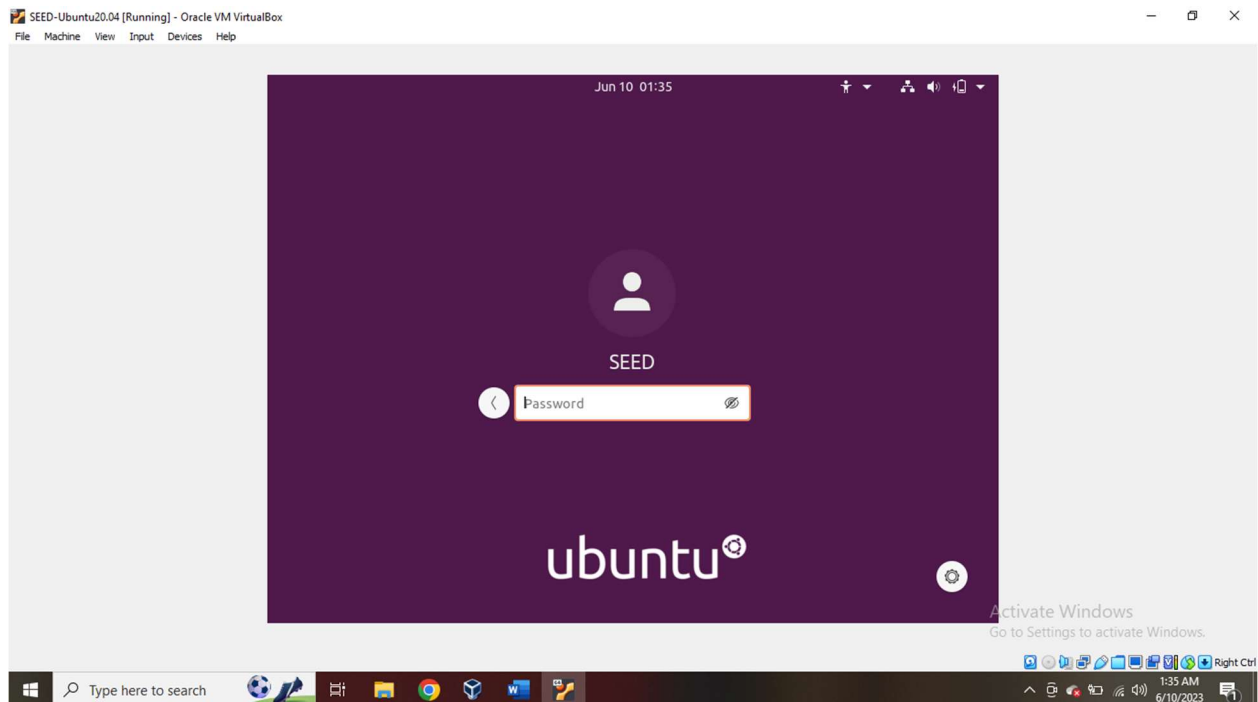 SEED-Ubuntu20.04 [Running] - Oracle VM VirtualBox
File Machine View Input Devices Help
Jun 10 01:35
SEED
Password
ubuntu
Activate Windows
Go to Settings to activate Windows.
Right Ctrl
Type here to search
1:35 AM
6/10/2023